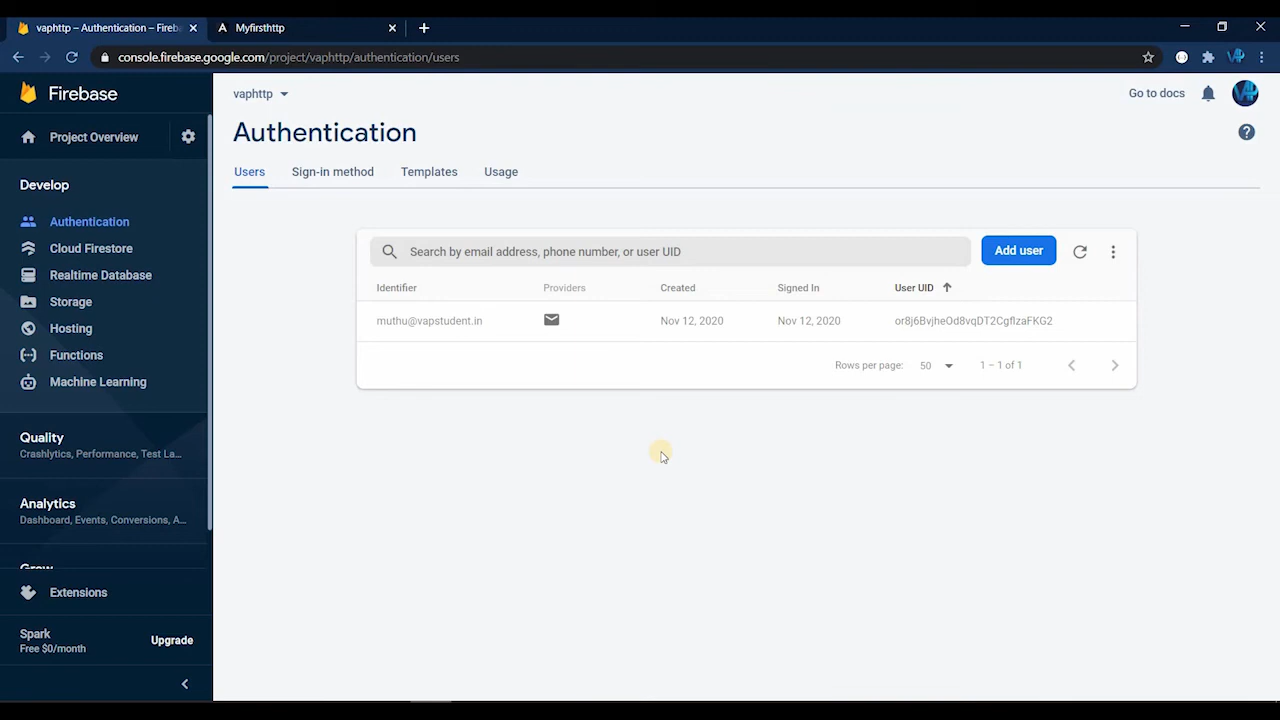 vaphttp – Authentication – Fireb
Myfirsthttp
console.firebase.google.com/project/vaphttp/authentication/users
Firebase
Project Overview
Develop
Authentication
Cloud Firestore
Realtime Database
Storage
Hosting
Functions
Machine Learning
Quality
Crashlytics, Performance, Test La...
Analytics
Dashboard, Events, Conversions, A...
Grow
Extensions
Spark
Free $0/month
Upgrade
vaphttp
Go to docs
Authentication
Users Sign-in method Templates Usage
Search by email address, phone number, or user UID
Add user
Identifier Providers Created Signed In User UID
muthu@vapstudent.in Nov 12, 2020 Nov 12, 2020 or8j6BvjheOd8vqDT2CgflzaFKG2
Rows per page: 50 1 – 1 of 1